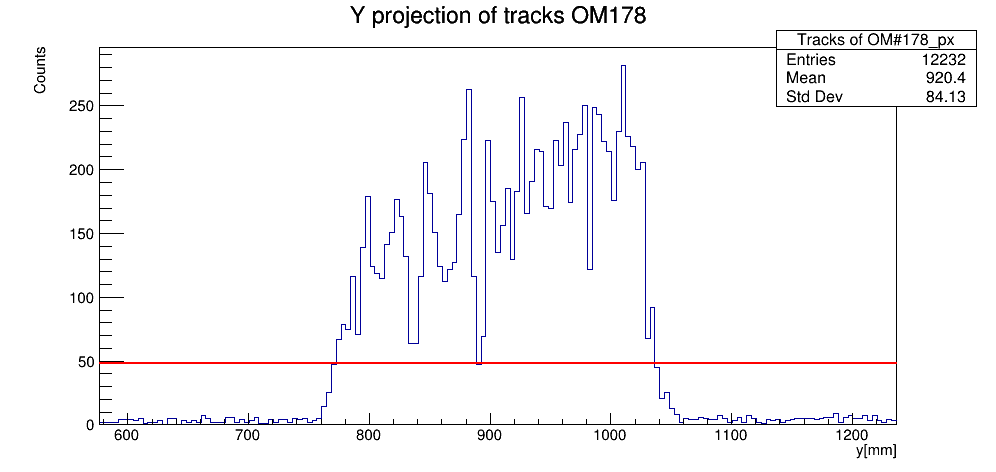 Y projection of tracks OM178
Counts
Tracks of OM#178_px
Entries 12232
Mean 920.4
Std Dev 84.13
250
200
150
100
50
0
600 700 800 900 1000 1100 1200
y[mm]